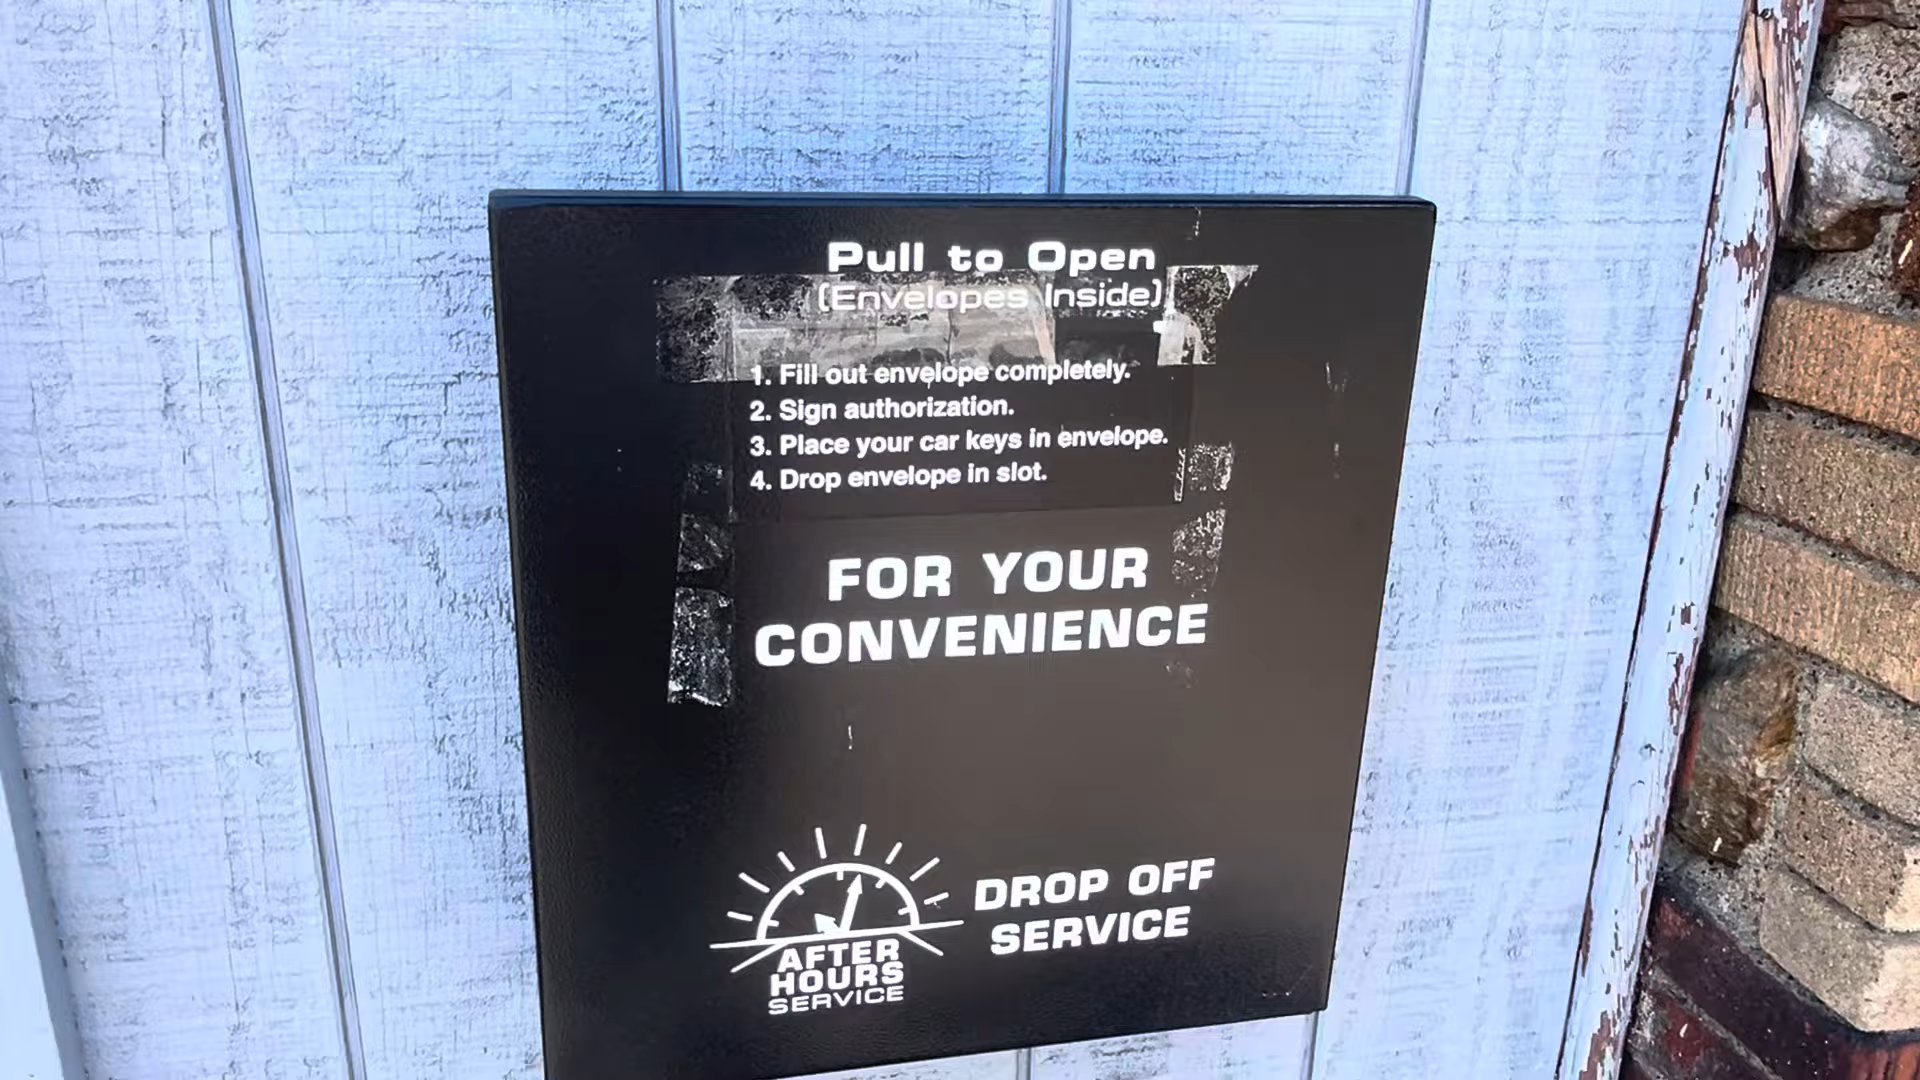 Pull to Open
(Envelopes Inside)
1. Fill out envelope completely.
2. Sign authorization.
3. Place your car keys in envelope.
4. Drop envelope in slot.
FOR YOUR
CONVENIENCE
AFTER
HOURS
SERVICE
DROP OFF
SERVICE